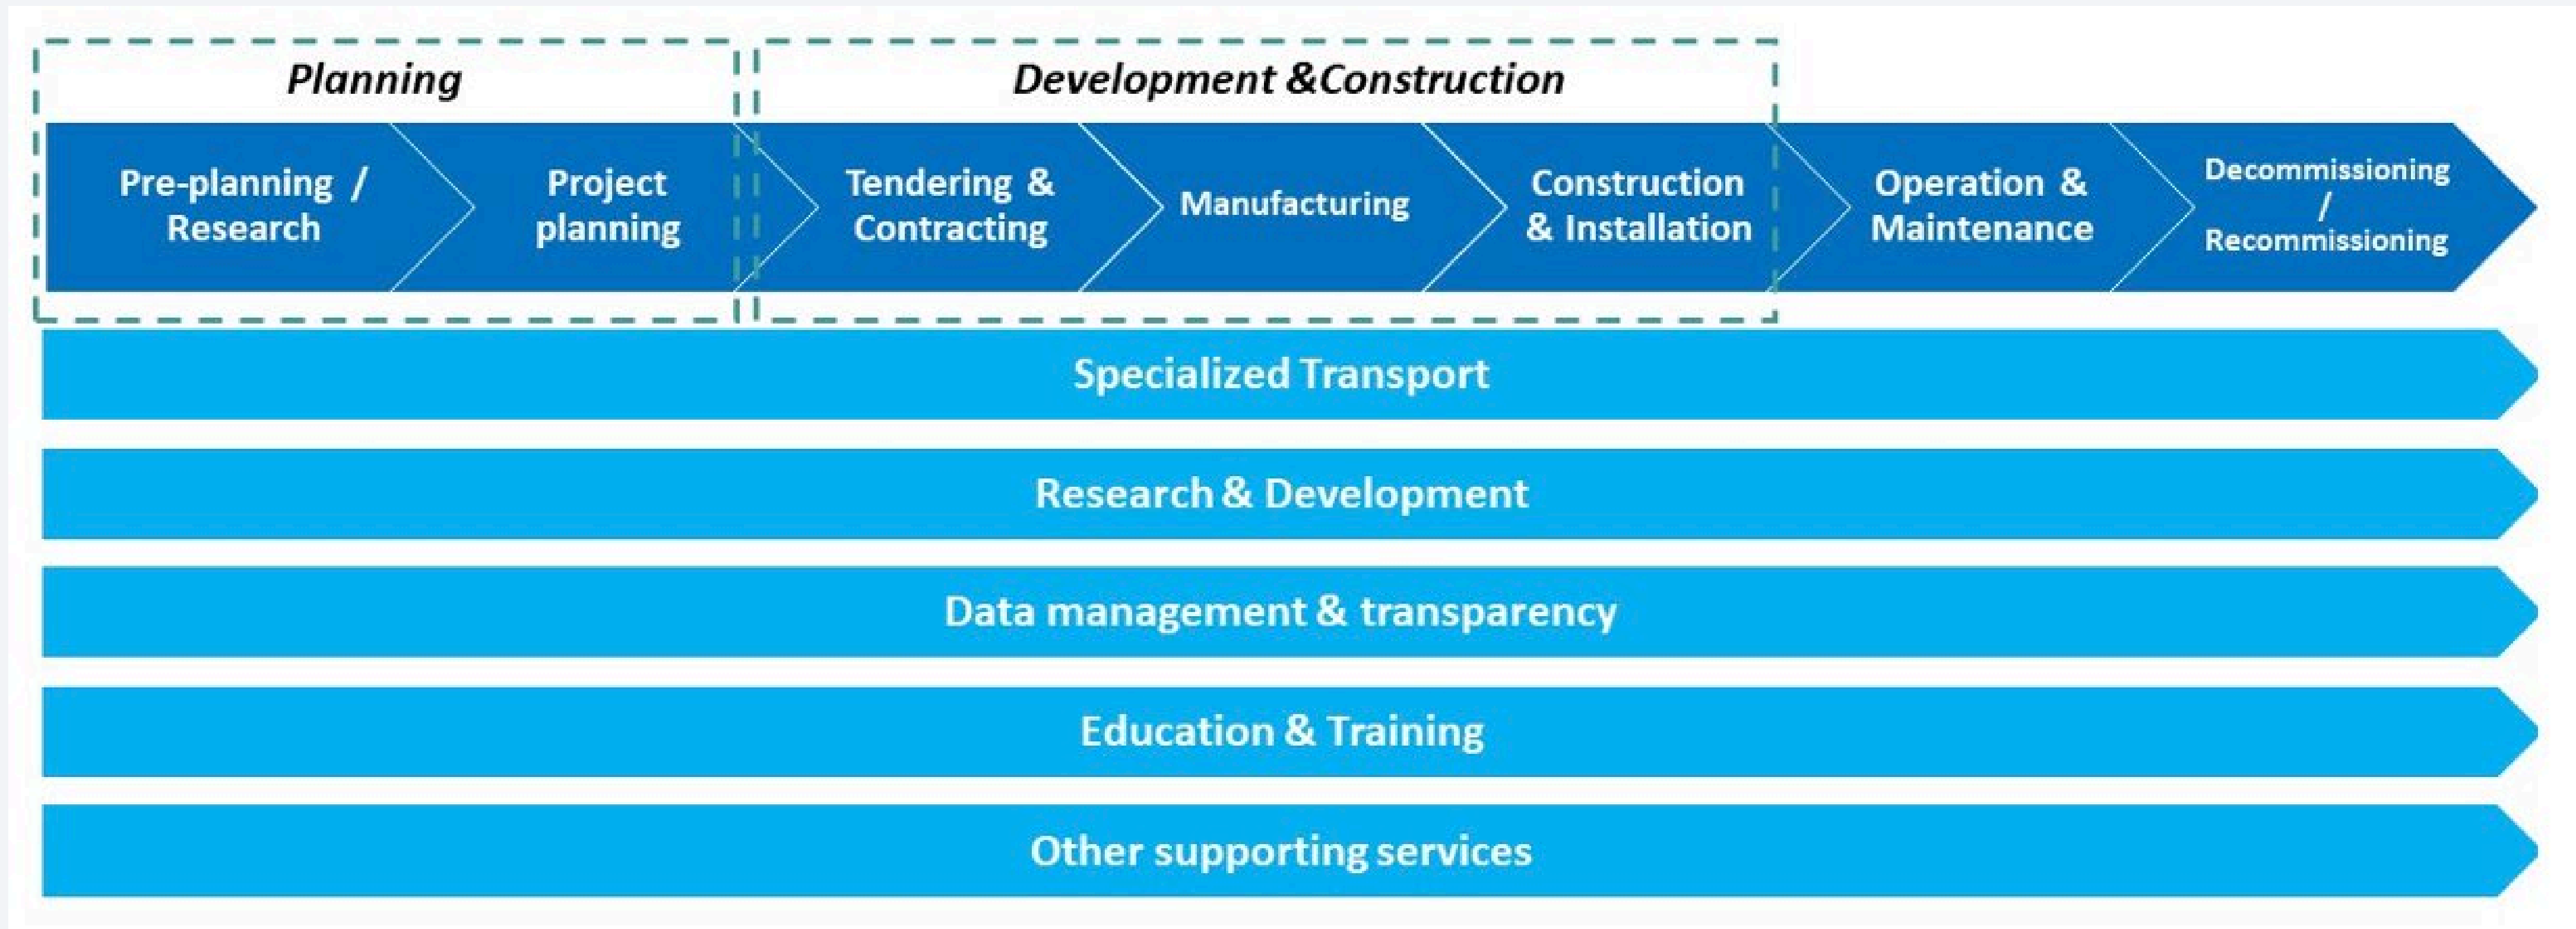 Planning
Development &Construction
Pre-planning /
Research
Project
planning
Tendering &
Contracting
Manufacturing
Construction
& Installation
Operation &
Maintenance
Decommissioning
/
Recommissioning
Specialized Transport
Research & Development
Data management & transparency
Education & Training
Other supporting services